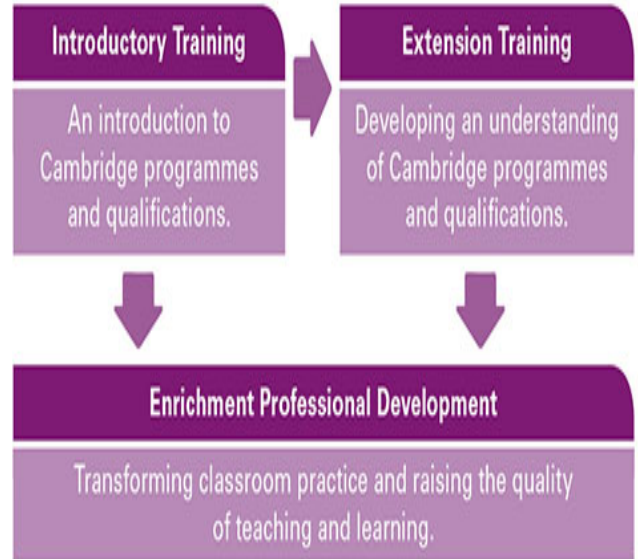 Introductory Training
An introduction to
Cambridge programmes
and qualifications.
Extension Training
Developing an understanding
of Cambridge programmes
and qualifications.
Enrichment Professional Development
Transforming classroom practice and raising the quality
of teaching and learning.